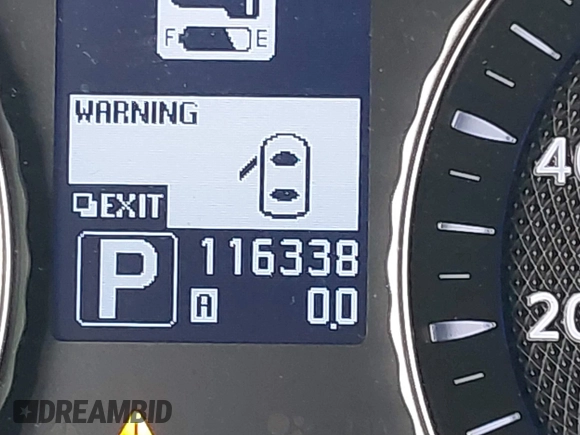 F E
WARNING
EXIT
P 116338
A 0.0
40
20
DREAMBID